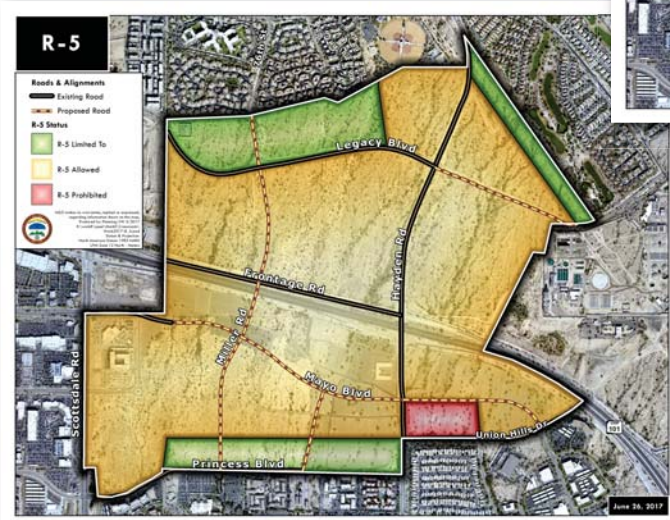 R-5
Roads & Alignments
Existing Road
Proposed Road
R-5 Status
R-5 Limited To
R-5 Allowed
R-5 Prohibited
Legacy Blvd
Hayden Rd
Frontage Rd
Miller Rd
Mayo Blvd
Scottsdale Rd
Union Hills Dr
Princess Blvd
101
June 26, 2017